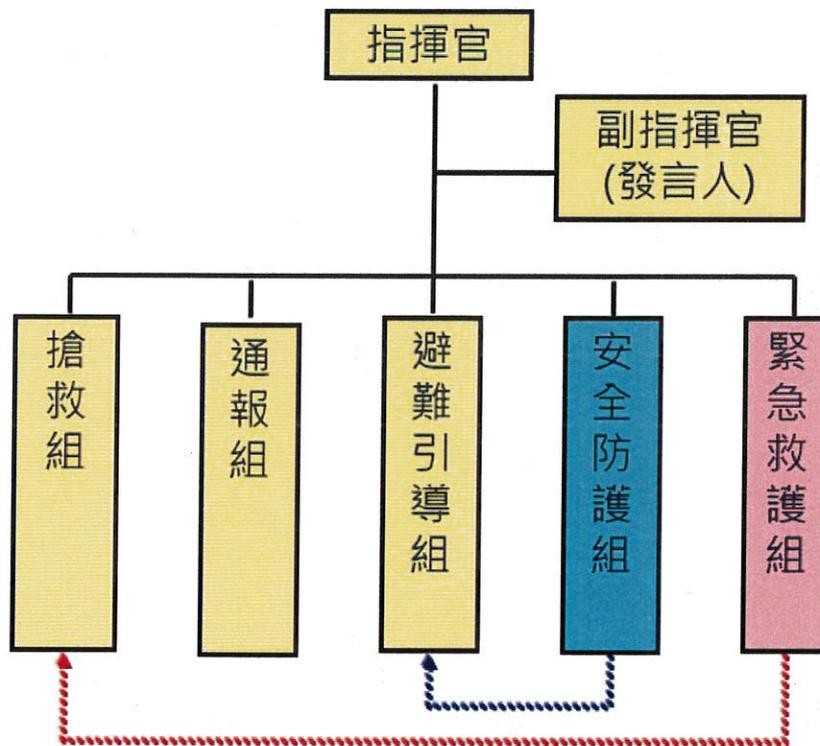 指揮官
副指揮官
(發言人)
搶救組
通報組
避難引導組
安全防護組
緊急救護組